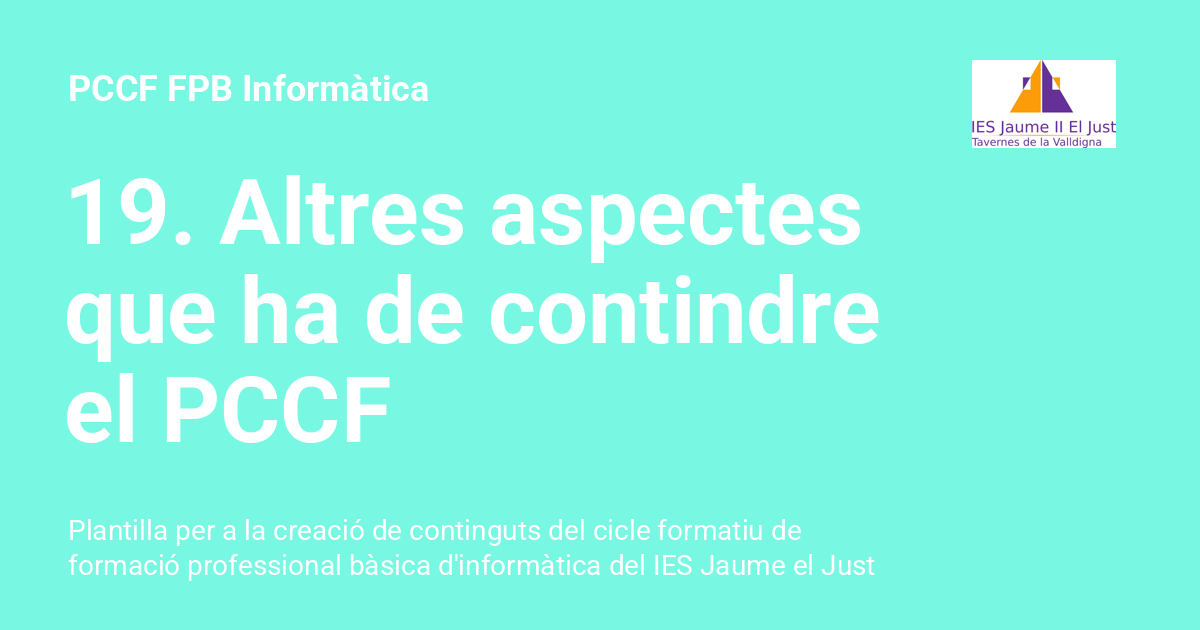 PCCF FPB Informàtica
IES Jaume II El Just
Tavernes de la Valldigna
19. Altres aspectes
que ha de contindre
el PCCF
Plantilla per a la creació de continguts del cicle formatiu de
formació professional bàsica d'informàtica del IES Jaume el Just